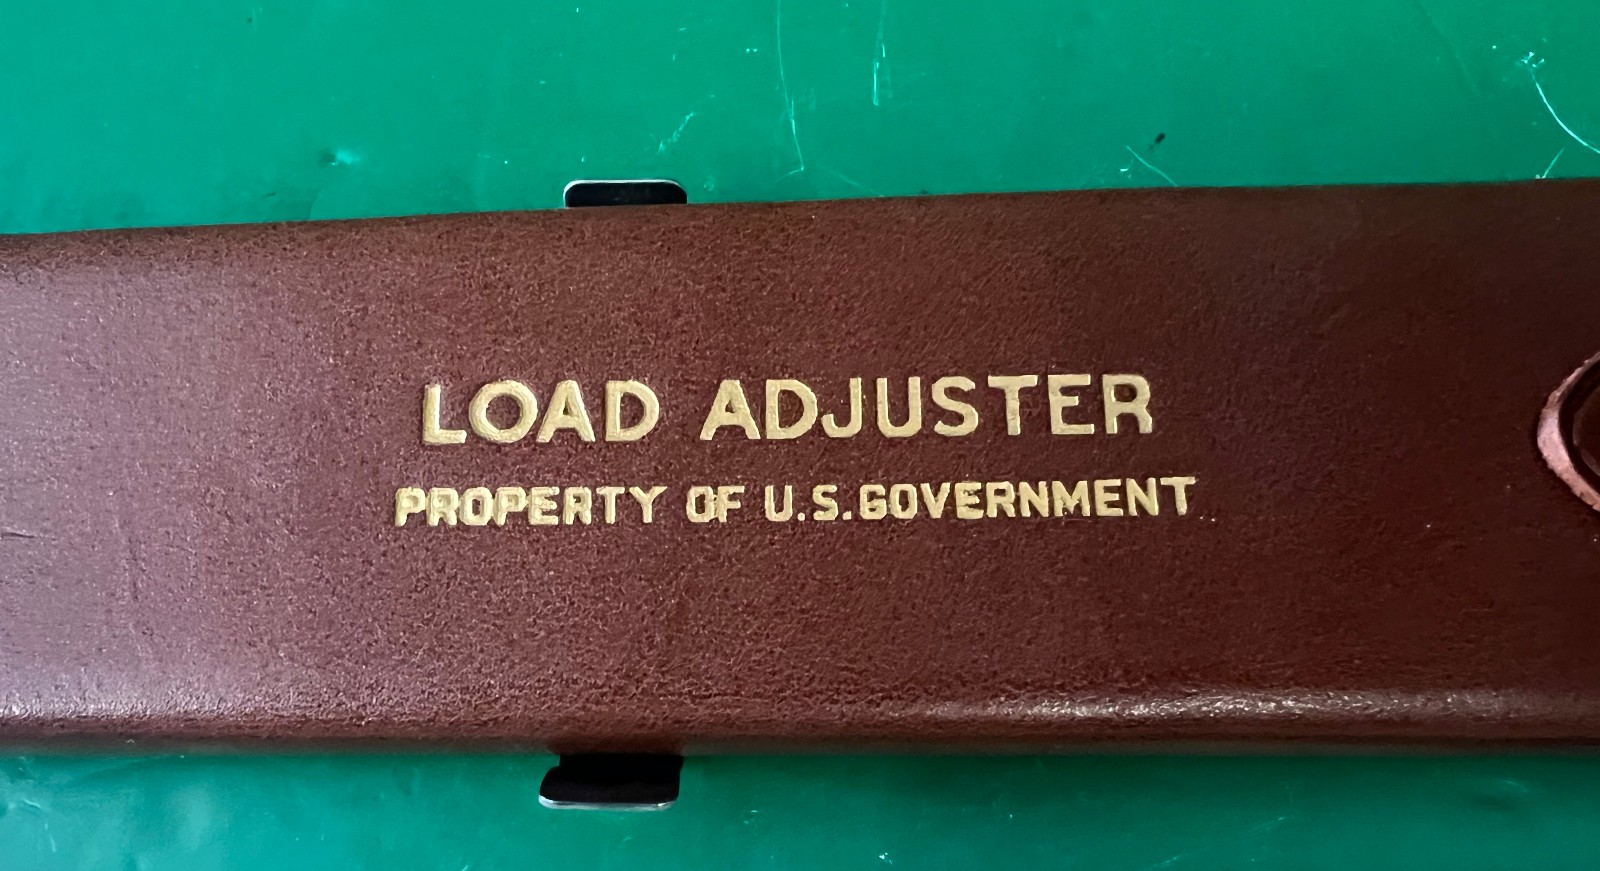 LOAD ADJUSTER
PROPERTY OF U.S.GOVERNMENT